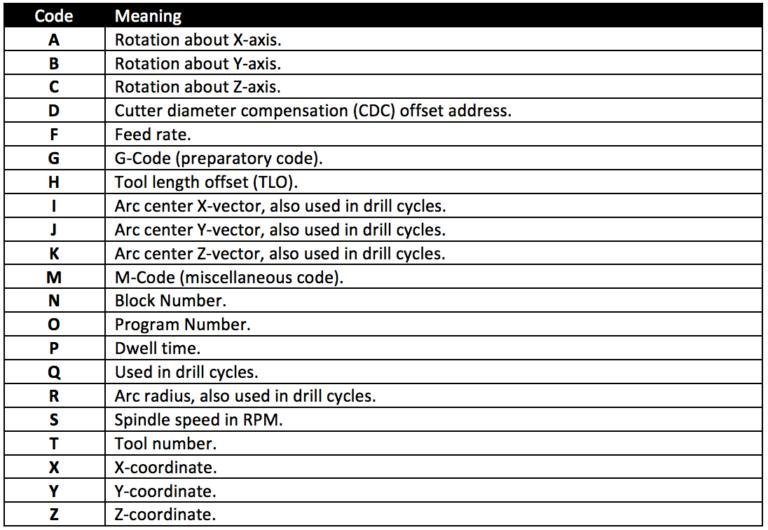 Code Meaning
A Rotation about X-axis.
B Rotation about Y-axis.
C Rotation about Z-axis.
D Cutter diameter compensation (CDC) offset address.
F Feed rate.
G G-Code (preparatory code).
H Tool length offset (TLO).
I Arc center X-vector, also used in drill cycles.
J Arc center Y-vector, also used in drill cycles.
K Arc center Z-vector, also used in drill cycles.
M M-Code (miscellaneous code).
N Block Number.
O Program Number.
P Dwell time.
Q Used in drill cycles.
R Arc radius, also used in drill cycles.
S Spindle speed in RPM.
T Tool number.
X X-coordinate.
Y Y-coordinate.
Z Z-coordinate.